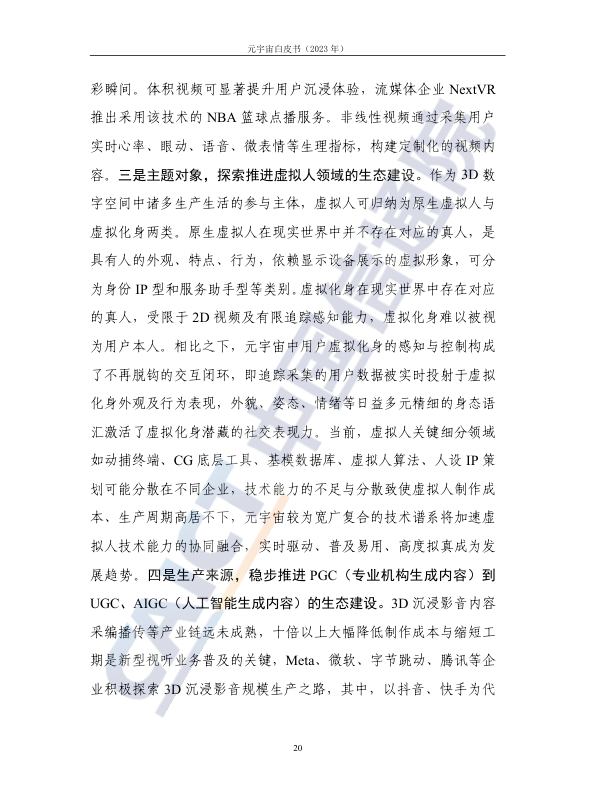 元宇宙白皮书（2023 年）
彩瞬间。体积视频可显著提升用户沉浸体验，流媒体企业 NextVR
推出采用该技术的 NBA 篮球点播服务。非线性视频通过采集用户
实时心率、眼动、语音、微表情等生理指标，构建定制化的视频内
容。三是主题对象，探索推进虚拟人领域的生态建设。作为 3D 数
字空间中诸多生产生活的参与主体，虚拟人可归纳为原生虚拟人与
虚拟化身两类。原生虚拟人在现实世界中并不存在对应的真人，是
具有人的外观、特点、行为，依赖显示设备展示的虚拟形象，可分
为身份 IP 型和服务助手型等类别。虚拟化身在现实世界中存在对应
的真人，受限于 2D 视频及有限追踪感知能力，虚拟化身难以被视
为用户本人。相比之下，元宇宙中用户虚拟化身的感知与控制构成
了不再脱钩的交互闭环，即追踪采集的用户数据被实时投射于虚拟
化身外观及行为表现，外貌、姿态、情绪等日益多元精细的身态语
汇激活了虚拟化身潜藏的社交表现力。当前，虚拟人关键细分领域
如动捕终端、CG 底层工具、基模数据库、虚拟人算法、人设 IP 策
划可能分散在不同企业，技术能力的不足与分散致使虚拟人制作成
本、生产周期高居不下，元宇宙较为宽广复合的技术谱系将加速虚
拟人技术能力的协同融合，实时驱动、普及易用、高度拟真成为发
展趋势。四是生产来源，稳步推进 PGC（专业机构生成内容）到
UGC、AIGC（人工智能生成内容）的生态建设。3D 沉浸影音内容
采编播传等产业链远未成熟，十倍以上大幅降低制作成本与缩短工
期是新型视听业务普及的关键，Meta、微软、字节跳动、腾讯等企
业积极探索 3D 沉浸影音规模生产之路，其中，以抖音、快手为代
20
CAICT 中国信通院